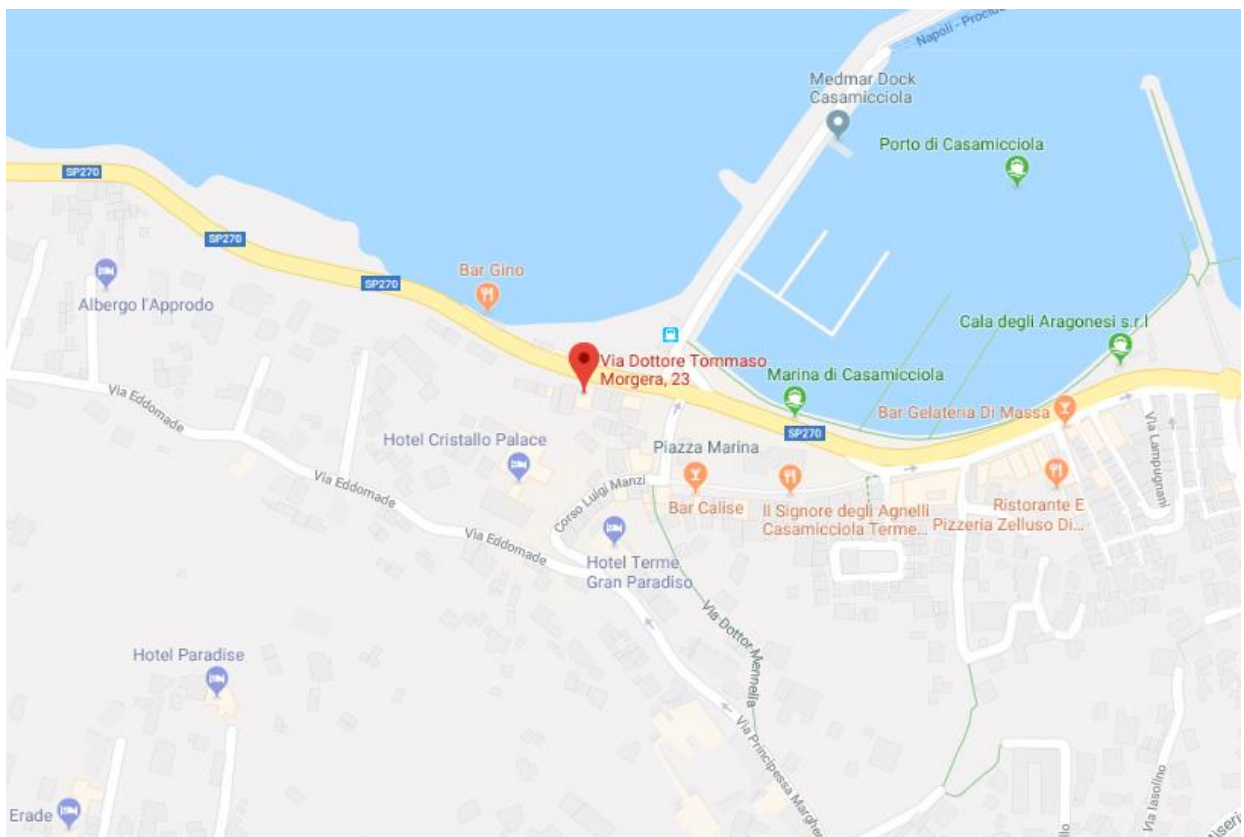 Napoli - Procida
Medmar Dock
Casamicciola
Porto di Casamicciola
SP270
SP270
SP270
Bar Gino
Albergo l'Approdo
Cala degli Aragonesi s.r.l
Via Dottore Tommaso
Morgera, 23
Marina di Casamicciola
Bar Gelateria Di Massa
SP270
Via Eddomade
Hotel Cristallo Palace
Piazza Marina
Via Lampugnani
Via Eddomade
Corso Luigi Manzi
Bar Calise
Il Signore degli Agnelli
Casamicciola Terme...
Ristorante E
Pizzeria Zelluso Di...
Via Eddomade
Hotel Terme
Gran Paradiso
Via Dottor Mennella
Hotel Paradise
Via Principessa Margher
Via Iasolino
Erade